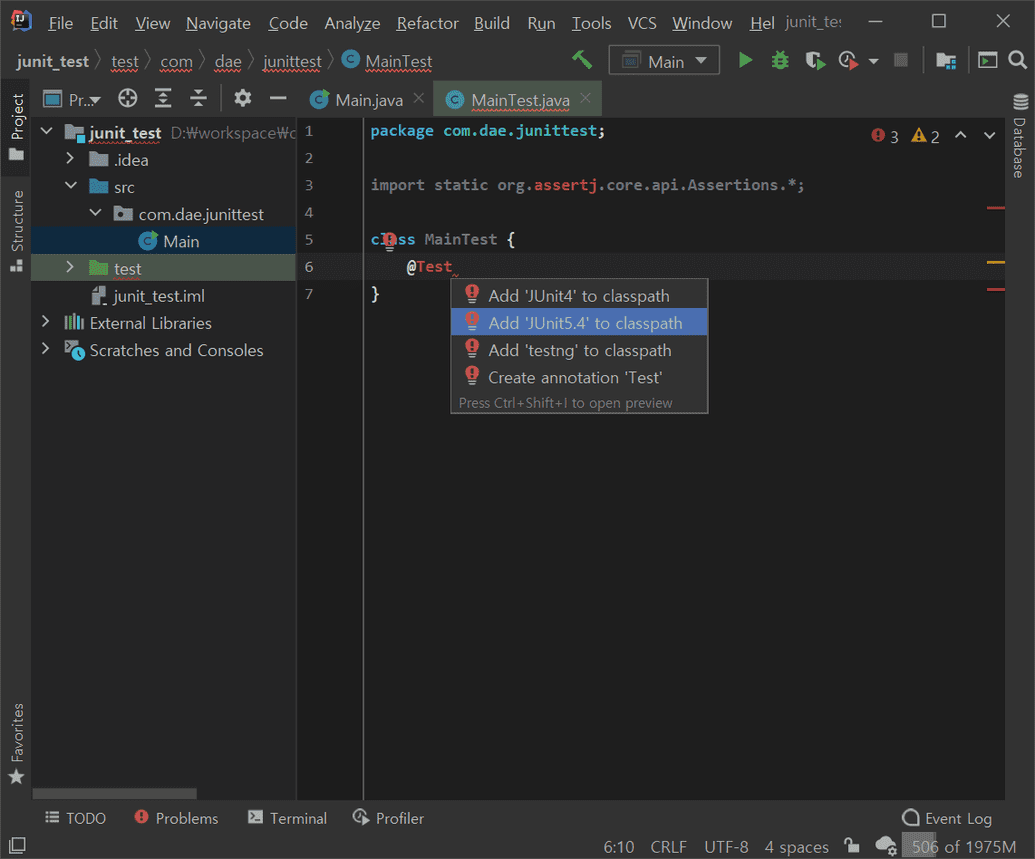 File Edit View Navigate Code Analyze Refactor Build Run Tools VCS Window Hel junit_te
junit_test test com dae junittest MainTest Main
Pr... Main.java MainTest.java
Project
Structure
Favorites
junit_test D:₩workspace₩c
.idea
src
com.dae.junittest
Main
test
junit_test.iml
External Libraries
Scratches and Consoles
1 package com.dae.junittest;
2
3 import static org.assertj.core.api.Assertions.*;
4
5 class MainTest {
6 @Test
7 }
3 2
Add 'JUnit4' to classpath
Add 'JUnit5.4' to classpath
Add 'testng' to classpath
Create annotation 'Test'
Press Ctrl+Shift+I to open preview
Database
TODO Problems Terminal Profiler Event Log
6:10 CRLF UTF-8 4 spaces 506 of 1975M